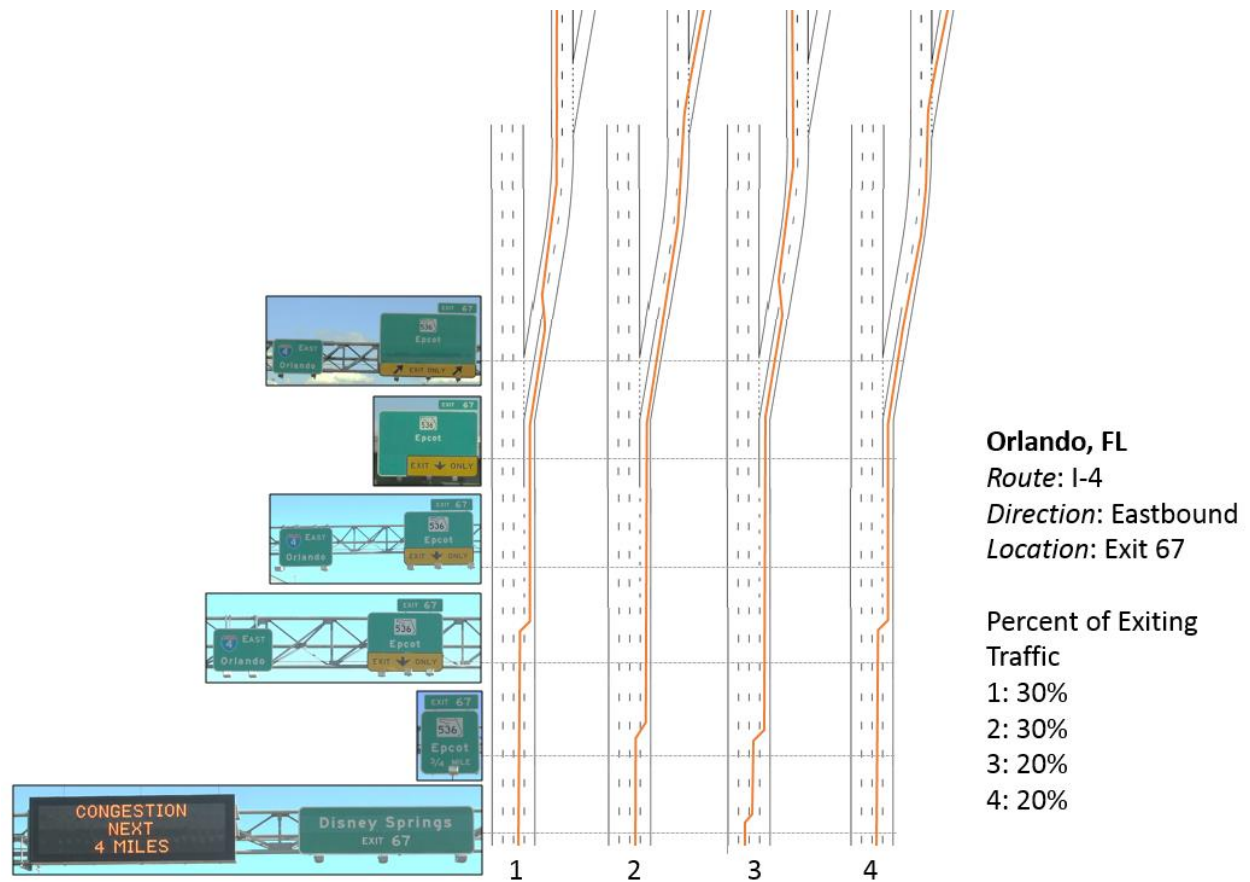 EXIT 67
536
Epcot
4 EAST
Orlando
EXIT ONLY
EXIT 67
536
Epcot
EXIT ONLY
EXIT 67
4 EAST
Orlando
536
Epcot
EXIT ONLY
EXIT 67
4 EAST
Orlando
536
Epcot
EXIT ONLY
EXIT 67
536
Epcot
3/4 MILE
CONGESTION
NEXT
4 MILES
Disney Springs
EXIT 67
1 2 3 4
Orlando, FL
Route: I-4
Direction: Eastbound
Location: Exit 67
Percent of Exiting
Traffic
1: 30%
2: 30%
3: 20%
4: 20%